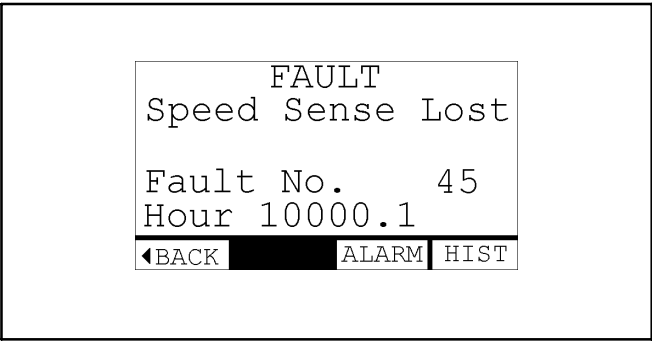 FAULT
Speed Sense Lost
Fault No. 45
Hour 10000.1
◀BACK ALARM HIST